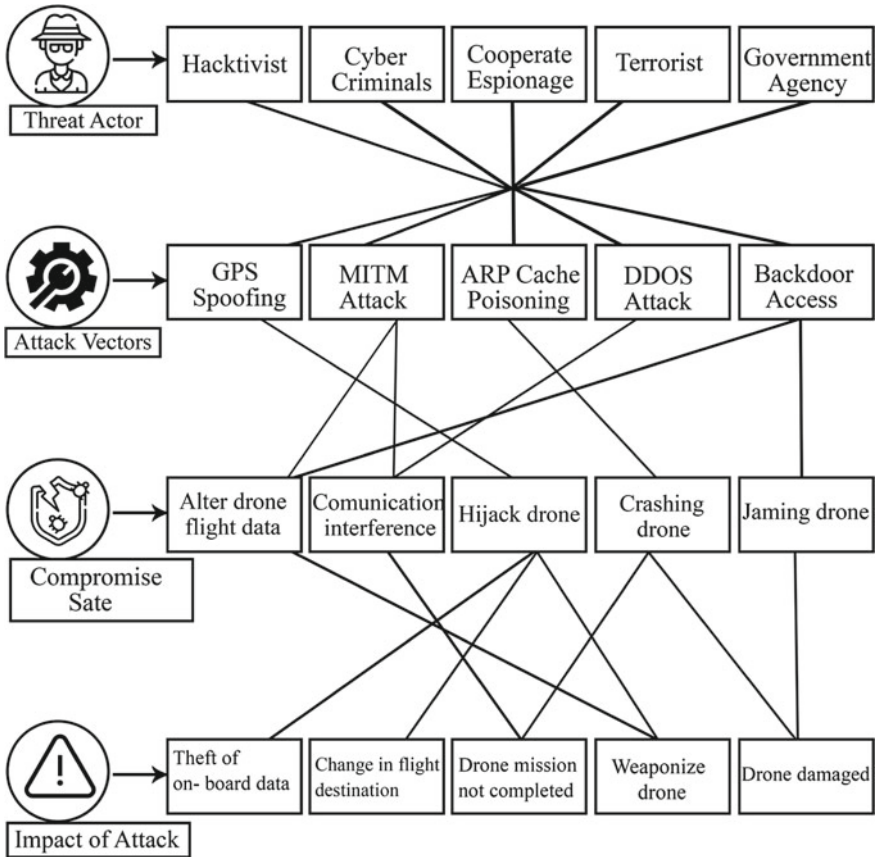 Hacktivist
Cyber
Criminals
Cooperate
Espionage
Terrorist
Government
Agency
Threat Actor
GPS
Spoofing
MITM
Attack
ARP Cache
Poisoning
DDOS
Attack
Backdoor
Access
Attack Vectors
Alter drone
flight data
Comunication
interference
Hijack drone
Crashing
drone
Jaming drone
Compromise
Sate
Theft of
on- board data
Change in flight
destination
Drone mission
not completed
Weaponize
drone
Drone damaged
Impact of Attack